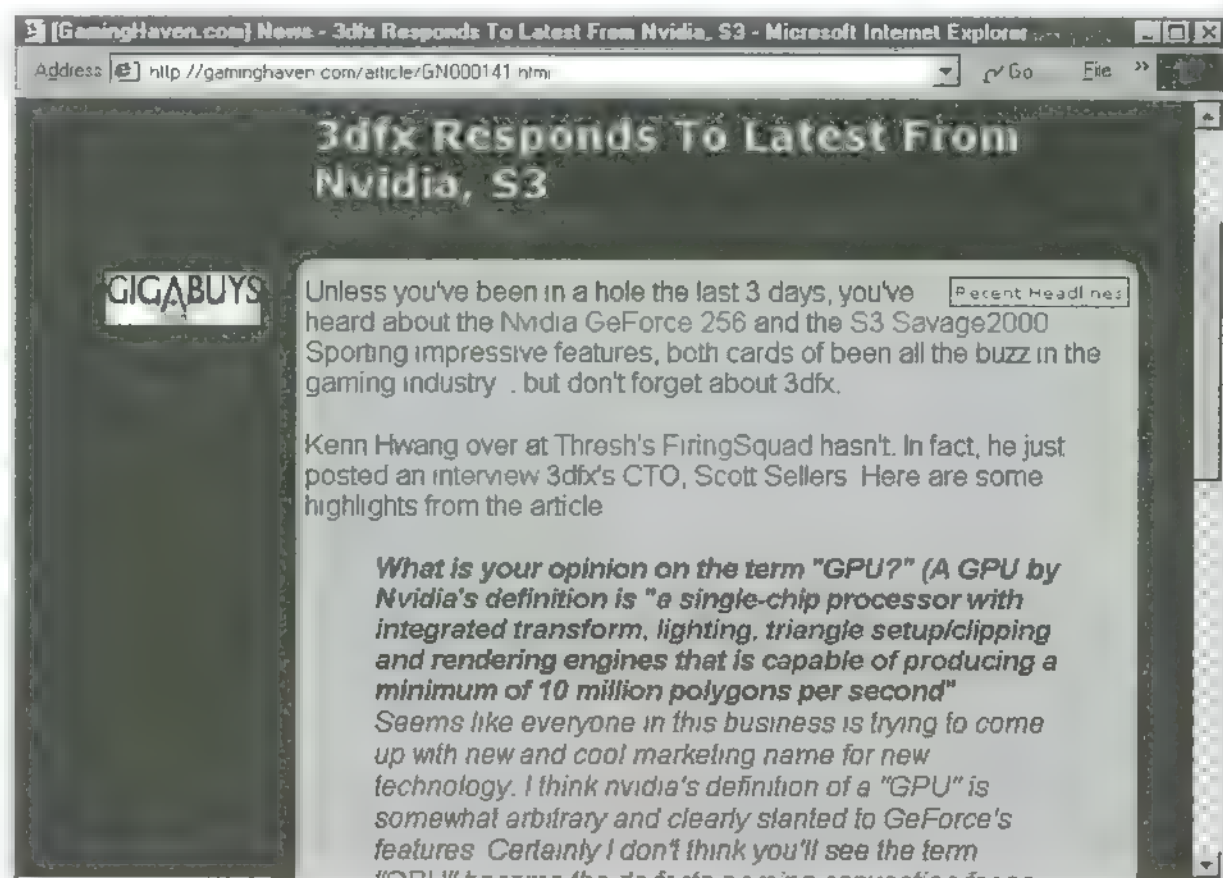 [GamingHaven.com] News - 3dfx Responds To Latest From Nvidia, S3 - Microsoft Internet Explorer
Address http://gaminghaven.com/article/GN000141.html Go File »
3dfx Responds To Latest From
Nvidia, S3
GIGABUYS
Unless you've been in a hole the last 3 days, you've
Recent Headlines
heard about the Nvidia GeForce 256 and the S3 Savage2000
Sporting impressive features, both cards of been all the buzz in the
gaming industry . but don't forget about 3dfx.
Kenn Hwang over at Thresh's FiringSquad hasn't. In fact, he just
posted an interview 3dfx's CTO, Scott Sellers Here are some
highlights from the article
What is your opinion on the term "GPU?" (A GPU by
Nvidia's definition is "a single-chip processor with
integrated transform, lighting, triangle setup/clipping
and rendering engines that is capable of producing a
minimum of 10 million polygons per second"
Seems like everyone in this business is trying to come
up with new and cool marketing name for new
technology. I think nvidia's definition of a "GPU" is
somewhat arbitrary and clearly slanted to GeForce's
features Certainly I don't think you'll see the term